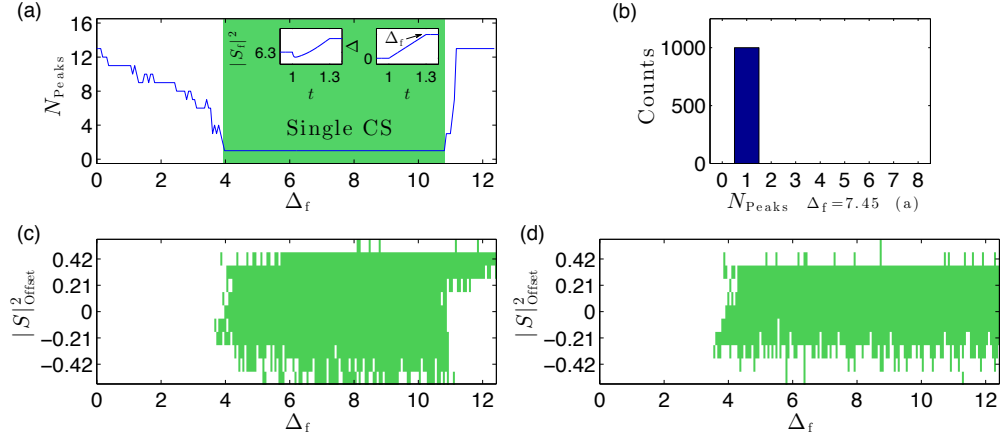 (a)
16
12
8
4
0
N_Peaks
0 2 4 6 8 10 12
Δ_f
|S_f|^2
6.3
1 1.3
t
Δ
Δ_f
0
1 1.3
t
Single CS
(b)
1000
500
0
Counts
0 1 2 3 4 5 6 7 8
N_Peaks Δ_f=7.45 (a)
(c)
0.42
0.21
0
−0.21
−0.42
|S|^2_Offset
0 2 4 6 8 10 12
Δ_f
(d)
0.42
0.21
0
−0.21
−0.42
|S|^2_Offset
0 2 4 6 8 10 12
Δ_f